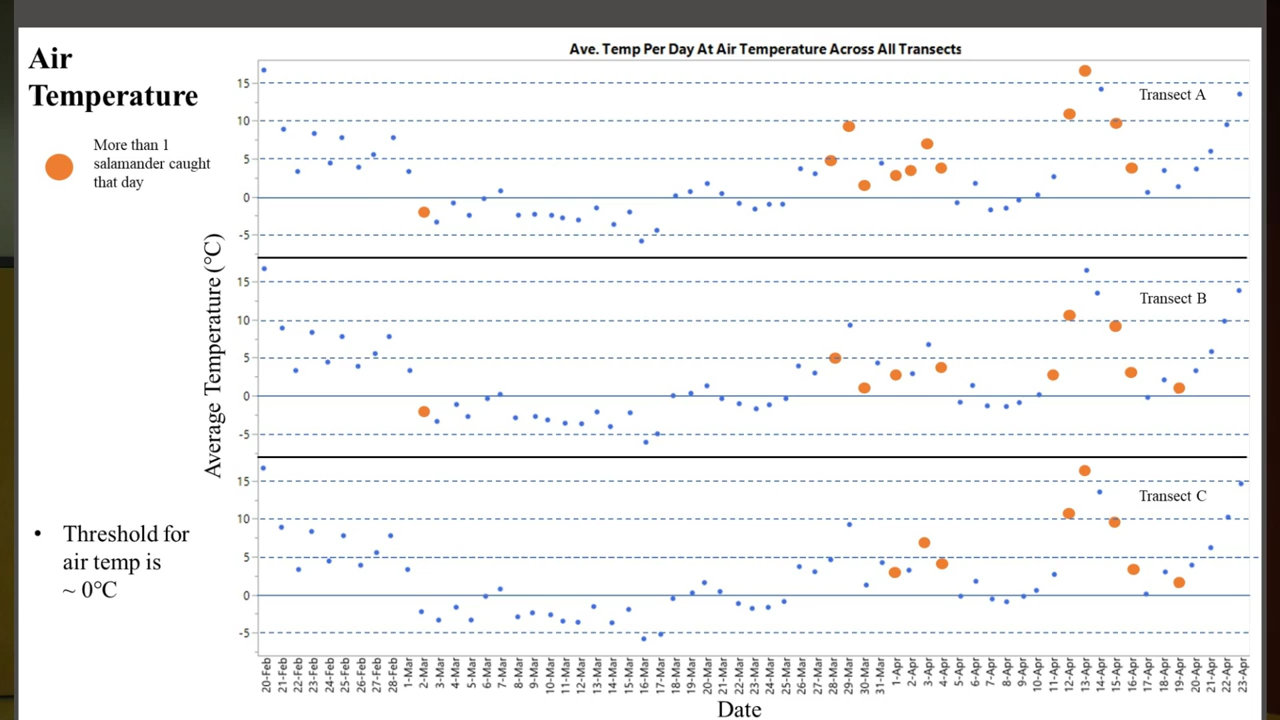 Air
Temperature
More than 1
salamander caught
that day
• Threshold for
air temp is
~ 0°C
Ave. Temp Per Day At Air Temperature Across All Transects
Average Temperature (°C)
15
10
5
0
-5
Transect A
15
10
5
0
-5
Transect B
15
10
5
0
-5
Transect C
20-Feb
21-Feb
22-Feb
23-Feb
24-Feb
25-Feb
26-Feb
27-Feb
28-Feb
1-Mar
2-Mar
3-Mar
4-Mar
5-Mar
6-Mar
7-Mar
8-Mar
9-Mar
10-Mar
11-Mar
12-Mar
13-Mar
14-Mar
15-Mar
16-Mar
17-Mar
18-Mar
19-Mar
20-Mar
21-Mar
22-Mar
23-Mar
24-Mar
25-Mar
26-Mar
27-Mar
28-Mar
29-Mar
30-Mar
31-Mar
1-Apr
2-Apr
3-Apr
4-Apr
5-Apr
6-Apr
7-Apr
8-Apr
9-Apr
10-Apr
11-Apr
12-Apr
13-Apr
14-Apr
15-Apr
16-Apr
17-Apr
18-Apr
19-Apr
20-Apr
21-Apr
22-Apr
23-Apr
Date